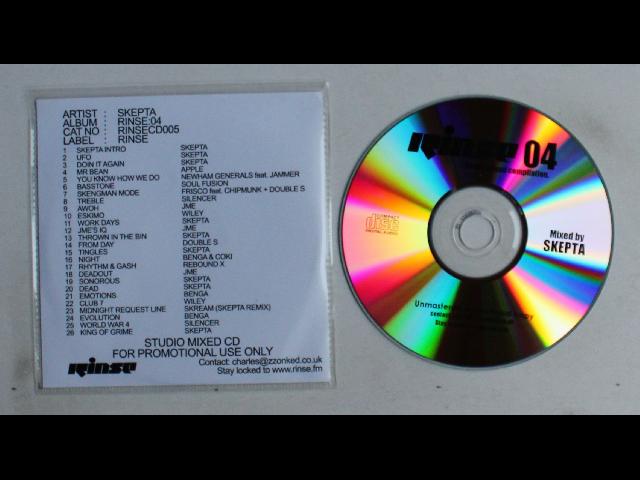 ARTIST : SKEPTA
ALBUM : RINSE:04
CAT NO : RINSECD005
LABEL : RINSE
1 SKEPTA INTRO SKEPTA
2 UFO SKEPTA
3 DOIN IT AGAIN SKEPTA
4 MR BEAN APPLE
5 YOU KNOW HOW WE DO NEWHAM GENERALS feat. JAMMER
6 BASSTONE SOUL FUSION
7 SKENGMAN MODE FRISCO feat. CHIPMUNK + DOUBLE S
8 TREBLE SILENCER
9 AWOH JME
10 ESKIMO WILEY
11 WORK DAYS SKEPTA
12 JME'S IQ JME
13 THROWN IN THE BIN SKEPTA
14 FROM DAY DOUBLE S
15 TINGLES SKEPTA
16 NIGHT BENGA & COKI
17 RHYTHM & GASH REBOUND X
18 DEADOUT JME
19 SONOROUS SKEPTA
20 DEAD SKEPTA
21 EMOTIONS BENGA
22 CLUB 7 WILEY
23 MIDNIGHT REQUEST LINE SKREAM (SKEPTA REMIX)
24 EVOLUTION BENGA
25 WORLD WAR 4 SILENCER
26 KING OF GRIME SKEPTA
STUDIO MIXED CD
FOR PROMOTIONAL USE ONLY
Contact: charles@zzonked.co.uk
rinse Stay locked to www.rinse.fm
rinse 04
compilation.
COMPACT
disc
DIGITAL AUDIO
Mixed by
SKEPTA